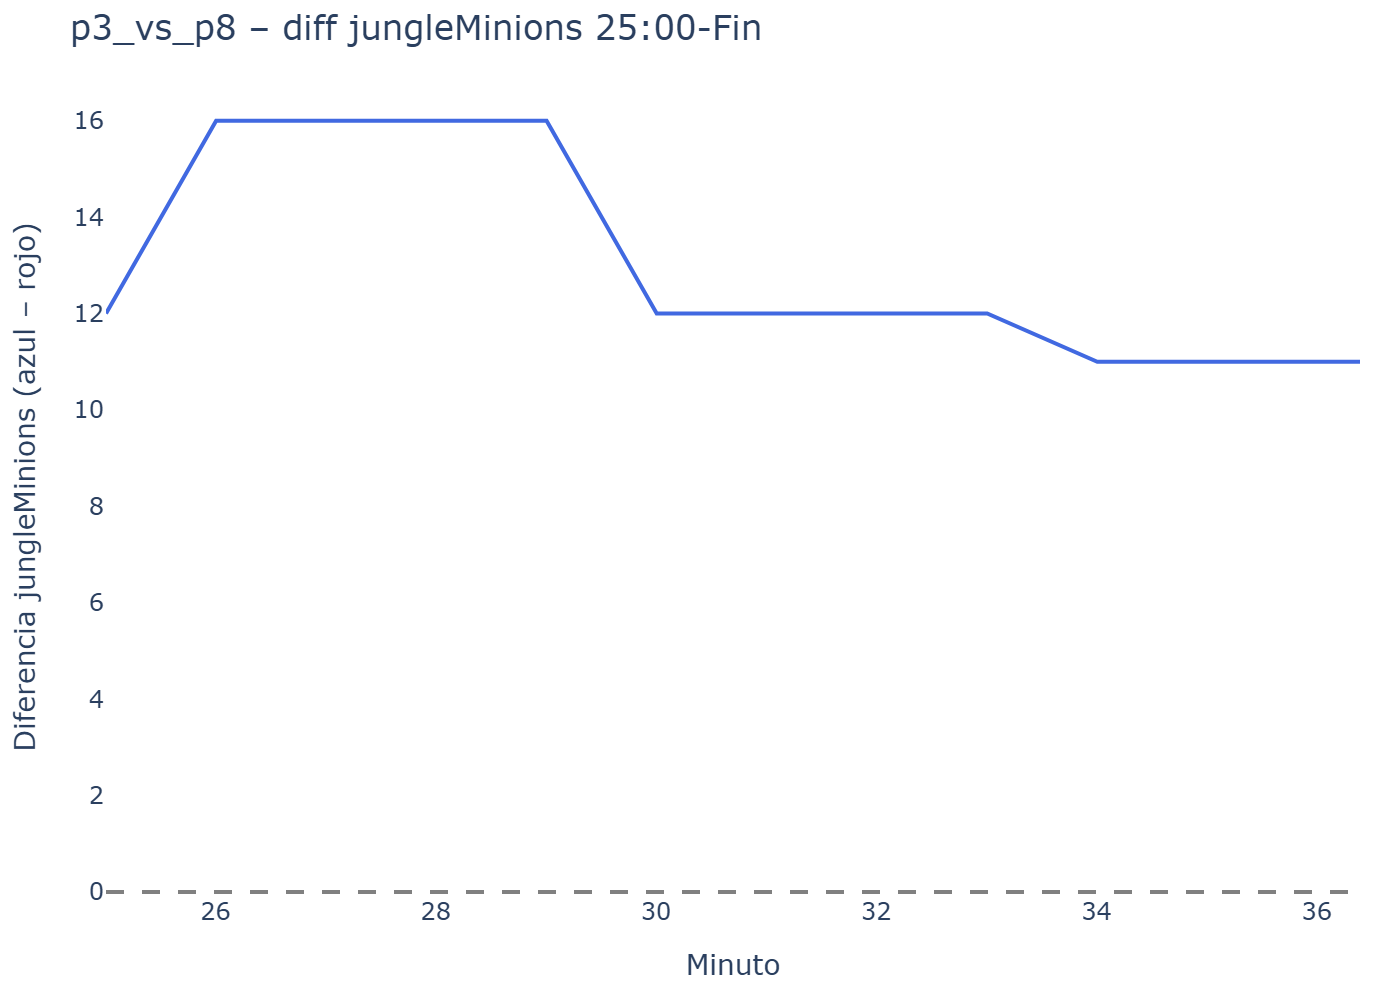 p3_vs_p8 – diff jungleMinions 25:00-Fin
Diferencia jungleMinions (azul – rojo)
16
14
12
10
8
6
4
2
0
26 28 30 32 34 36
Minuto